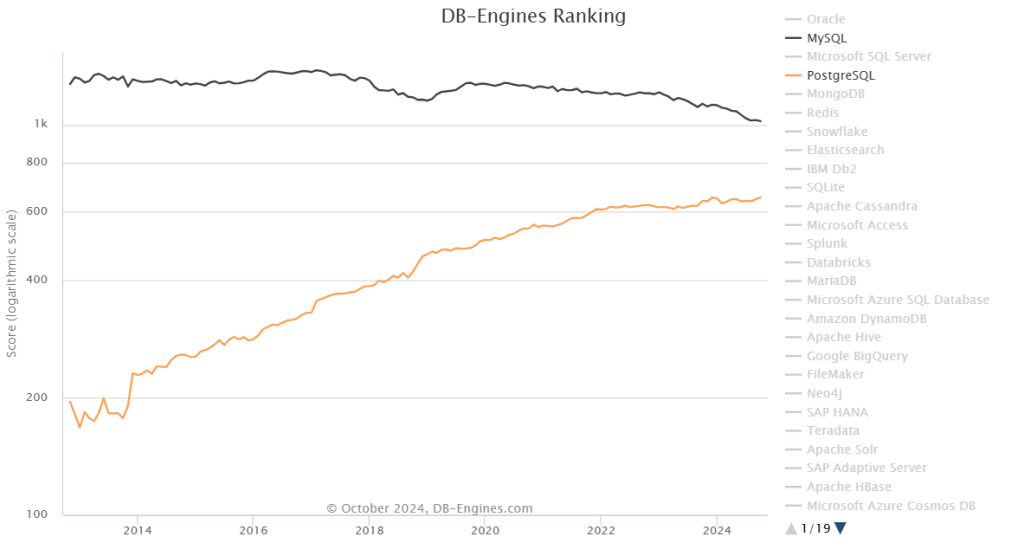 DB-Engines Ranking
1k
800
600
400
200
100
Score (logarithmic scale)
2014
2016
2018
2020
2022
2024
© October 2024, DB-Engines.com
Oracle
MySQL
Microsoft SQL Server
PostgreSQL
MongoDB
Redis
Snowflake
Elasticsearch
IBM Db2
SQLite
Apache Cassandra
Microsoft Access
Splunk
Databricks
MariaDB
Microsoft Azure SQL Database
Amazon DynamoDB
Apache Hive
Google BigQuery
FileMaker
Neo4j
SAP HANA
Teradata
Apache Solr
SAP Adaptive Server
Apache HBase
Microsoft Azure Cosmos DB
1/19